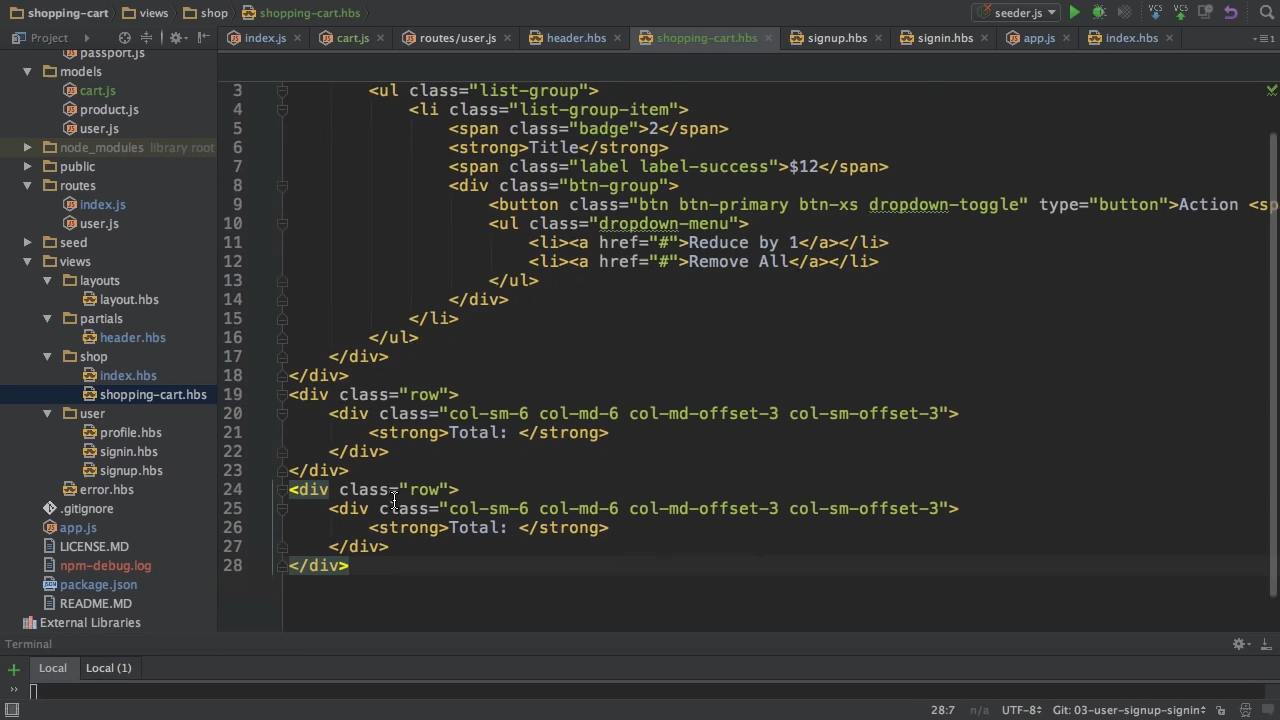 shopping-cart views shop shopping-cart.hbs seeder.js VCS VCS
Project index.js cart.js routes/user.js header.hbs shopping-cart.hbs signup.hbs signin.hbs app.js index.hbs
passport.js
models
cart.js
product.js
user.js
node_modules library root
public
routes
index.js
user.js
seed
views
layouts
layout.hbs
partials
header.hbs
shop
index.hbs
shopping-cart.hbs
user
profile.hbs
signin.hbs
signup.hbs
error.hbs
.gitignore
app.js
LICENSE.MD
npm-debug.log
package.json
README.MD
External Libraries
3 <ul class="list-group">
4 <li class="list-group-item">
5 <span class="badge">2</span>
6 <strong>Title</strong>
7 <span class="label label-success">$12</span>
8 <div class="btn-group">
9 <button class="btn btn-primary btn-xs dropdown-toggle" type="button">Action <sp
10 <ul class="dropdown-menu">
11 <li><a href="#">Reduce by 1</a></li>
12 <li><a href="#">Remove All</a></li>
13 </ul>
14 </div>
15 </li>
16 </ul>
17 </div>
18 </div>
19 <div class="row">
20 <div class="col-sm-6 col-md-6 col-md-offset-3 col-sm-offset-3">
21 <strong>Total: </strong>
22 </div>
23 </div>
24 <div class="row">
25 <div class="col-sm-6 col-md-6 col-md-offset-3 col-sm-offset-3">
26 <strong>Total: </strong>
27 </div>
28 </div>
Terminal
Local Local (1)
28:7 n/a UTF-8 Git: 03-user-signup-signin